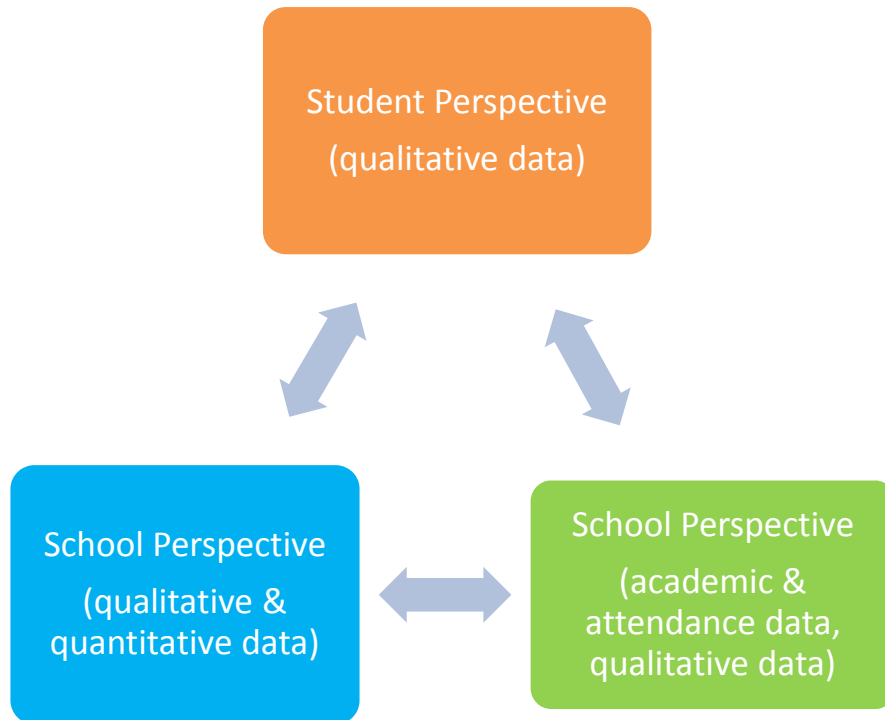 Student Perspective
(qualitative data)
School Perspective
(qualitative &
quantitative data)
School Perspective
(academic &
attendance data,
qualitative data)